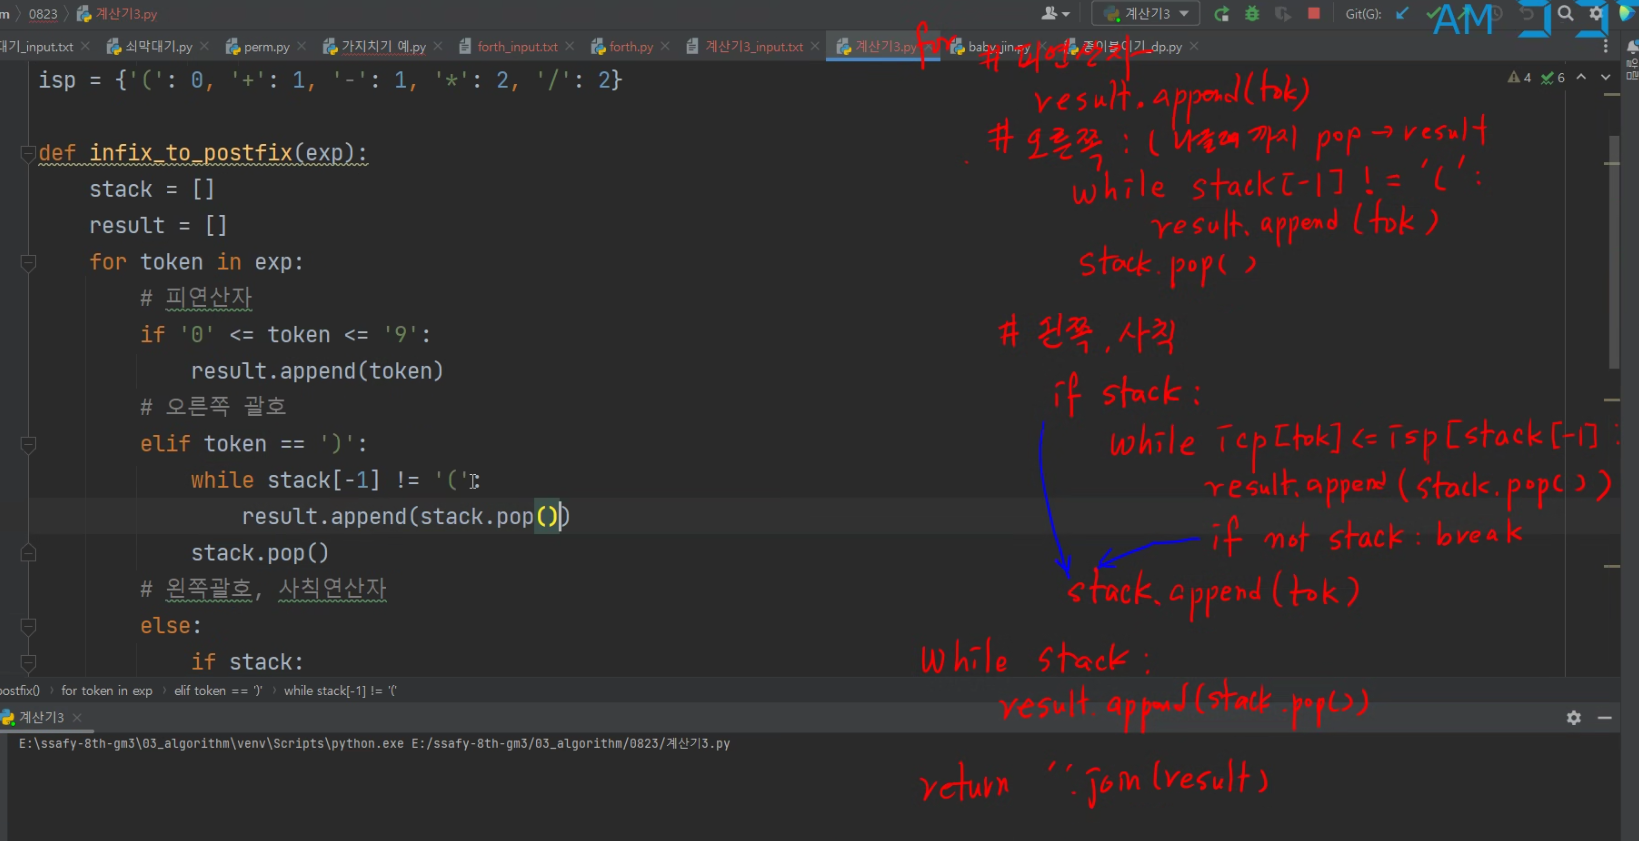 m 0823 계산기3.py
계산기3 Git(G):
AM
대기_input.txt 쇠막대기.py perm.py 가지치기 예.py forth_input.txt forth.py 계산기3_input.txt 계산기3.py baby_jin.py 종이붙이기_dp.py
isp = {'(': 0, '+': 1, '-': 1, '*': 2, '/': 2}
4 6
def infix_to_postfix(exp):
stack = []
result = []
for token in exp:
# 피연산자
if '0' <= token <= '9':
result.append(token)
# 오른쪽 괄호
elif token == ')':
while stack[-1] != '(':
result.append(stack.pop())
stack.pop()
# 왼쪽괄호, 사칙연산자
else:
if stack:
for
# 피연산자
result.append(tok)
# 오른쪽 : ( 나올때 까지 pop → result
while stack[-1] != '(' :
result.append(tok)
stack.pop()
# 왼쪽, 사칙
if stack :
while icp[tok] <= isp[stack[-1] :
result.append(stack.pop())
if not stack : break
stack.append(tok)
while stack :
result.append(stack.pop())
return ''.join(result)
postfix() for token in exp elif token == ')' while stack[-1] != '('
계산기3
E:\ssafy-8th-gm3\03_algorithm\venv\Scripts\python.exe E:/ssafy-8th-gm3/03_algorithm/0823/계산기3.py